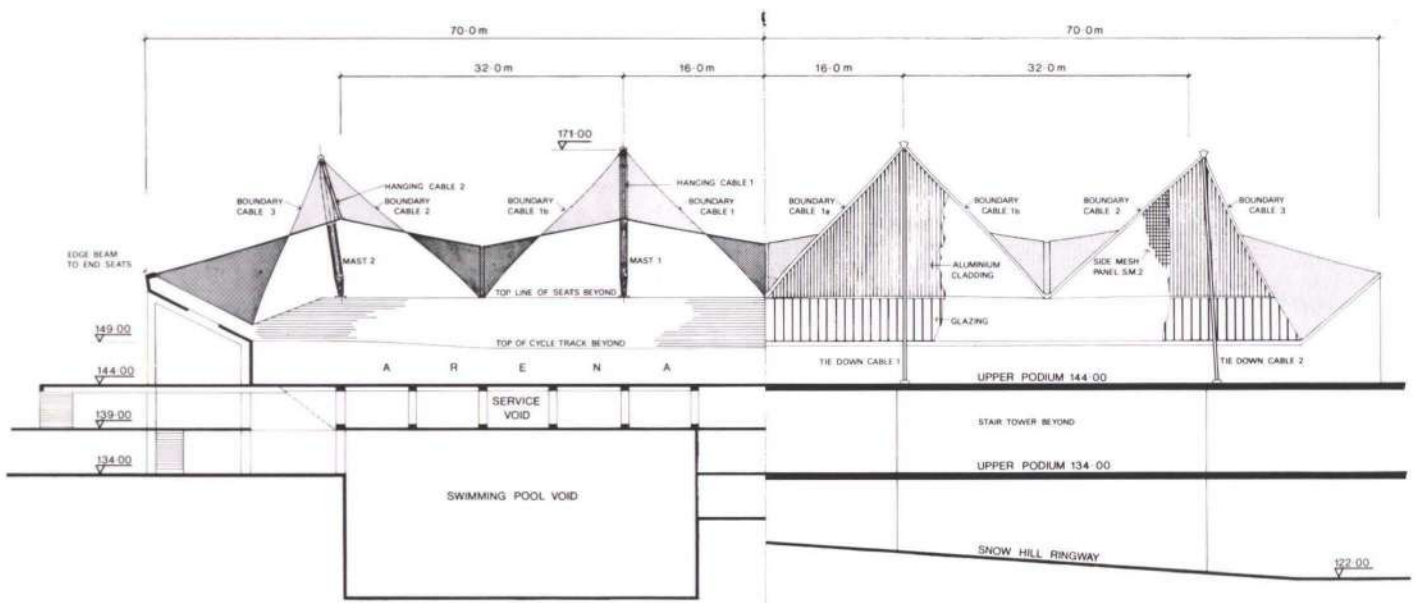 ℄
70·0m
70·0m
32·0m
16·0m
16·0m
32·0m
171·00
HANGING CABLE 2
HANGING CABLE 1
BOUNDARY
CABLE 3
BOUNDARY
CABLE 2
BOUNDARY
CABLE 1b
BOUNDARY
CABLE 1
BOUNDARY
CABLE 1a
BOUNDARY
CABLE 1b
BOUNDARY
CABLE 2
BOUNDARY
CABLE 3
EDGE BEAM
TO END SEATS
MAST 2
MAST 1
ALUMINIUM
CLADDING
SIDE MESH
PANEL S.M.2
TOP LINE OF SEATS BEYOND
GLAZING
149·00
TOP OF CYCLE TRACK BEYOND
TIE DOWN CABLE 1
TIE DOWN CABLE 2
144·00
ARENA
UPPER PODIUM 144·00
SERVICE
VOID
139·00
STAIR TOWER BEYOND
134·00
UPPER PODIUM 134·00
SWIMMING POOL VOID
SNOW HILL RINGWAY
122·00